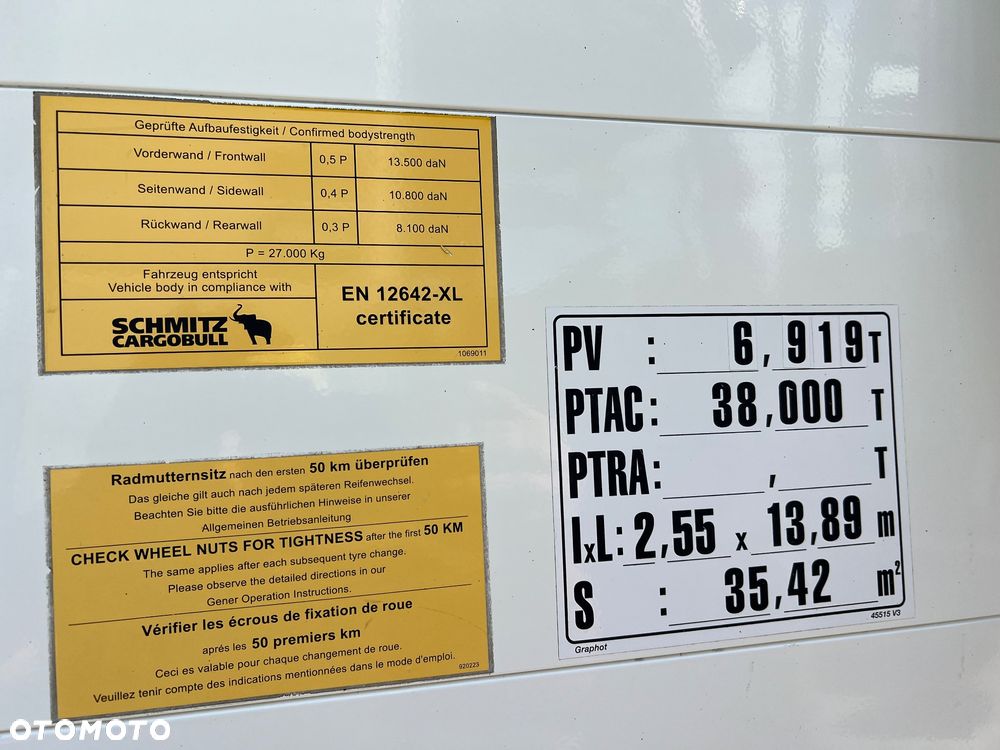 Geprüfte Aufbaufestigkeit / Confirmed bodystrength
Vorderwand / Frontwall 0,5 P 13.500 daN
Seitenwand / Sidewall 0,4 P 10.800 daN
Rückwand / Rearwall 0,3 P 8.100 daN
P = 27.000 Kg
Fahrzeug entspricht
Vehicle body in compliance with
EN 12642-XL
certificate
SCHMITZ
CARGOBULL
1069011
Radmutternsitz nach den ersten 50 km überprüfen
Das gleiche gilt auch nach jedem späteren Reifenwechsel.
Beachten Sie bitte die ausführlichen Hinweise in unserer
Allgemeinen Betriebsanleitung
CHECK WHEEL NUTS FOR TIGHTNESS after the first 50 KM
The same applies after each subsequent tyre change.
Please observe the detailed directions in our
Gener Operation Instructions.
Vérifier les écrous de fixation de roue
aprés les 50 premiers km
Ceci es valable pour chaque changement de roue.
Veuillez tenir compte des indications mentionnées dans le mode d'emploi.
920223
PV : 6,919 T
PTAC : 38,000 T
PTRA : , T
lxL : 2,55 x 13,89 m
S : 35,42 m²
Graphot
45515 V3
OTOMOTO